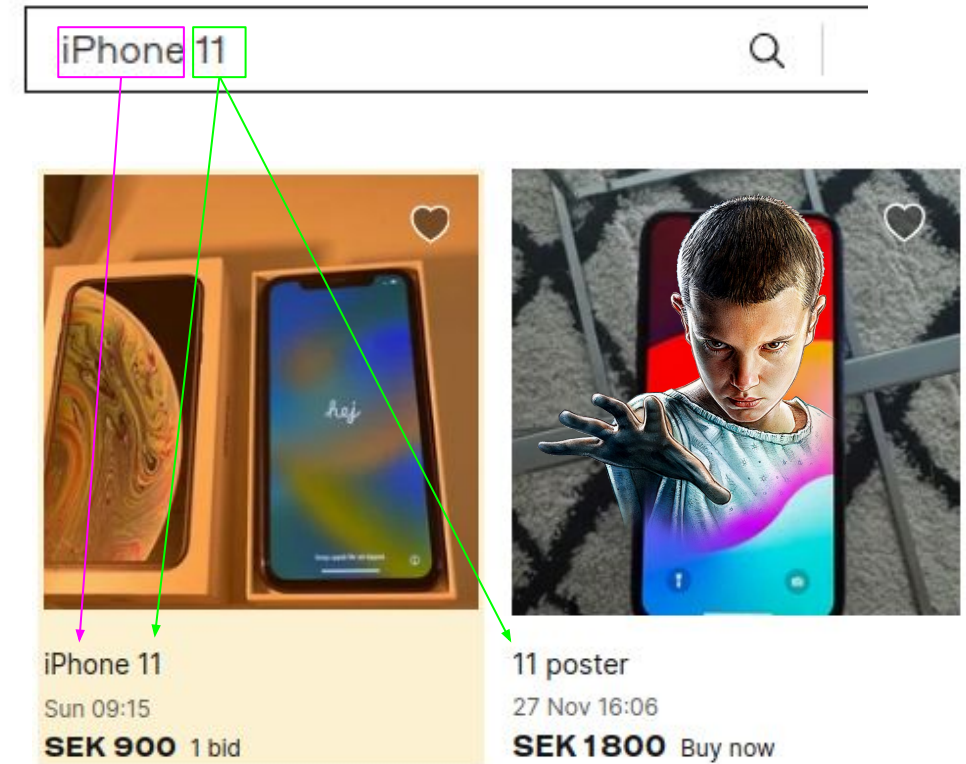 iPhone 11
hej
iPhone 11
Sun 09:15
SEK 900 1 bid
11 poster
27 Nov 16:06
SEK 1800 Buy now